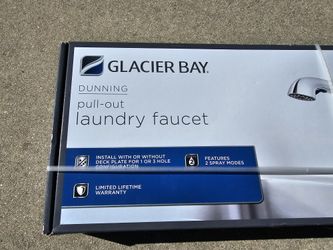 GLACIER BAY.
DUNNING
pull-out
laundry faucet
INSTALL WITH OR WITHOUT
DECK PLATE FOR 1 OR 3 HOLE
CONFIGURATION
FEATURES
2 SPRAY MODES
LIMITED LIFETIME
WARRANTY